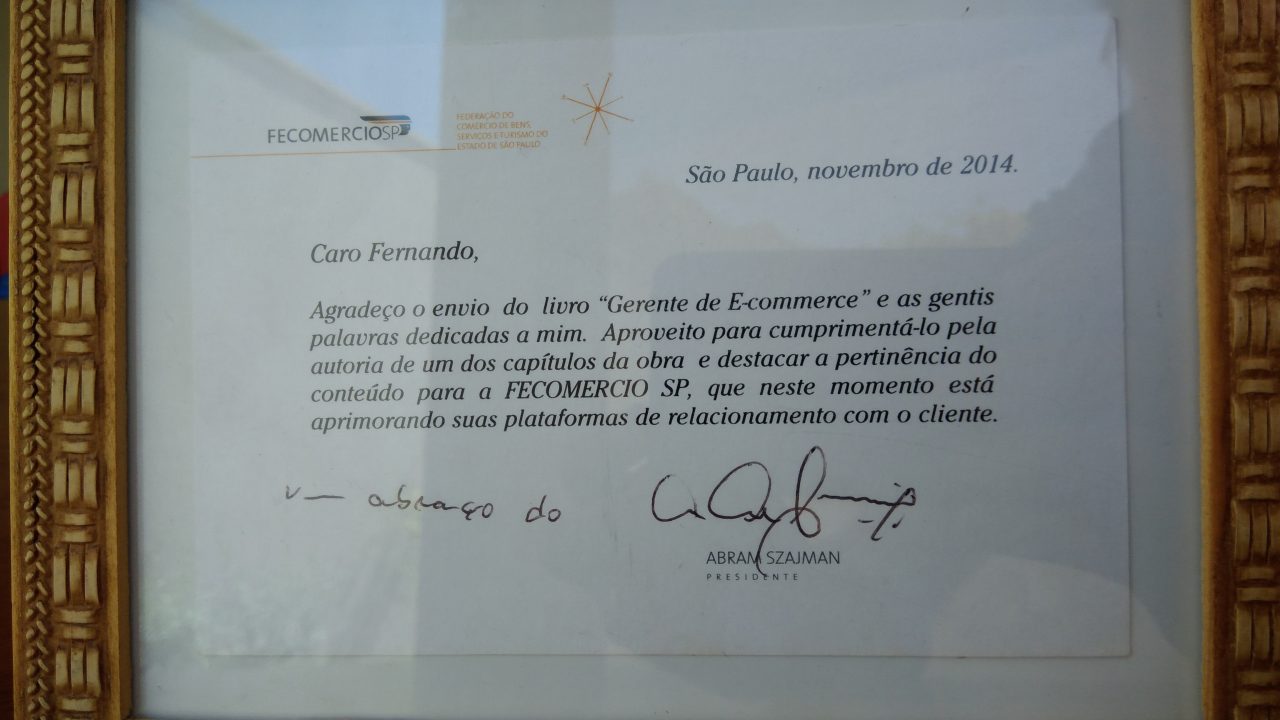 FECOMERCIOSP
FEDERAÇÃO DO
COMÉRCIO DE BENS,
SERVIÇOS E TURISMO DO
ESTADO DE SÃO PAULO
São Paulo, novembro de 2014.
Caro Fernando,
Agradeço o envio do livro “Gerente de E-commerce” e as gentis
palavras dedicadas a mim. Aproveito para cumprimentá-lo pela
autoria de um dos capítulos da obra e destacar a pertinência do
conteúdo para a FECOMERCIO SP, que neste momento está
aprimorando suas plataformas de relacionamento com o cliente.
um abraço do
ABRAM SZAJMAN
PRESIDENTE